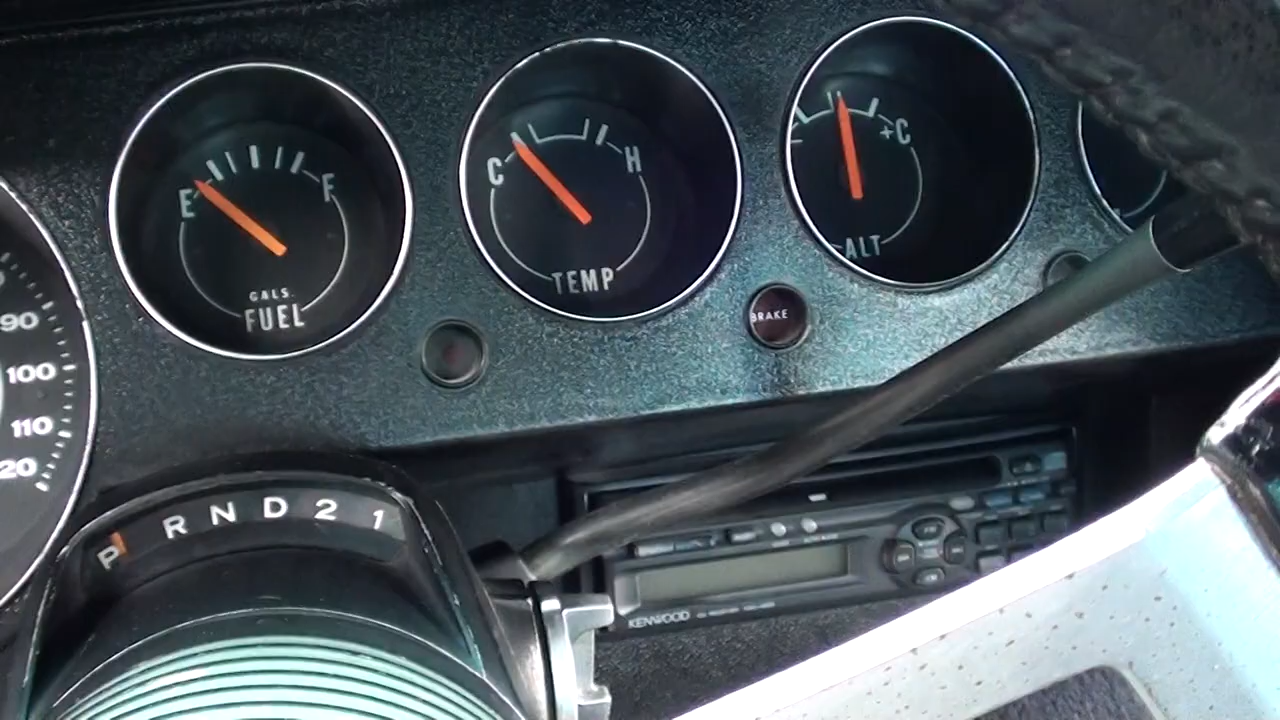 E F
GALS.
FUEL
C H
TEMP
+C
ALT
BRAKE
90
100
110
20
P R N D 2 1
KENWOOD